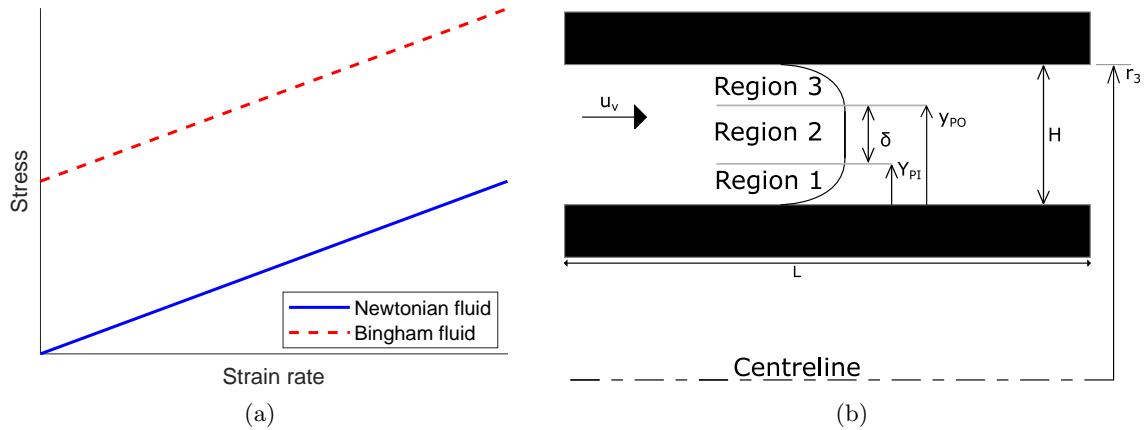 Stress
Newtonian fluid
Bingham fluid
Strain rate
(a)
Region 3
Region 2
Region 1
u_v
δ
y_PO
Y_PI
H
r_3
L
Centreline
(b)